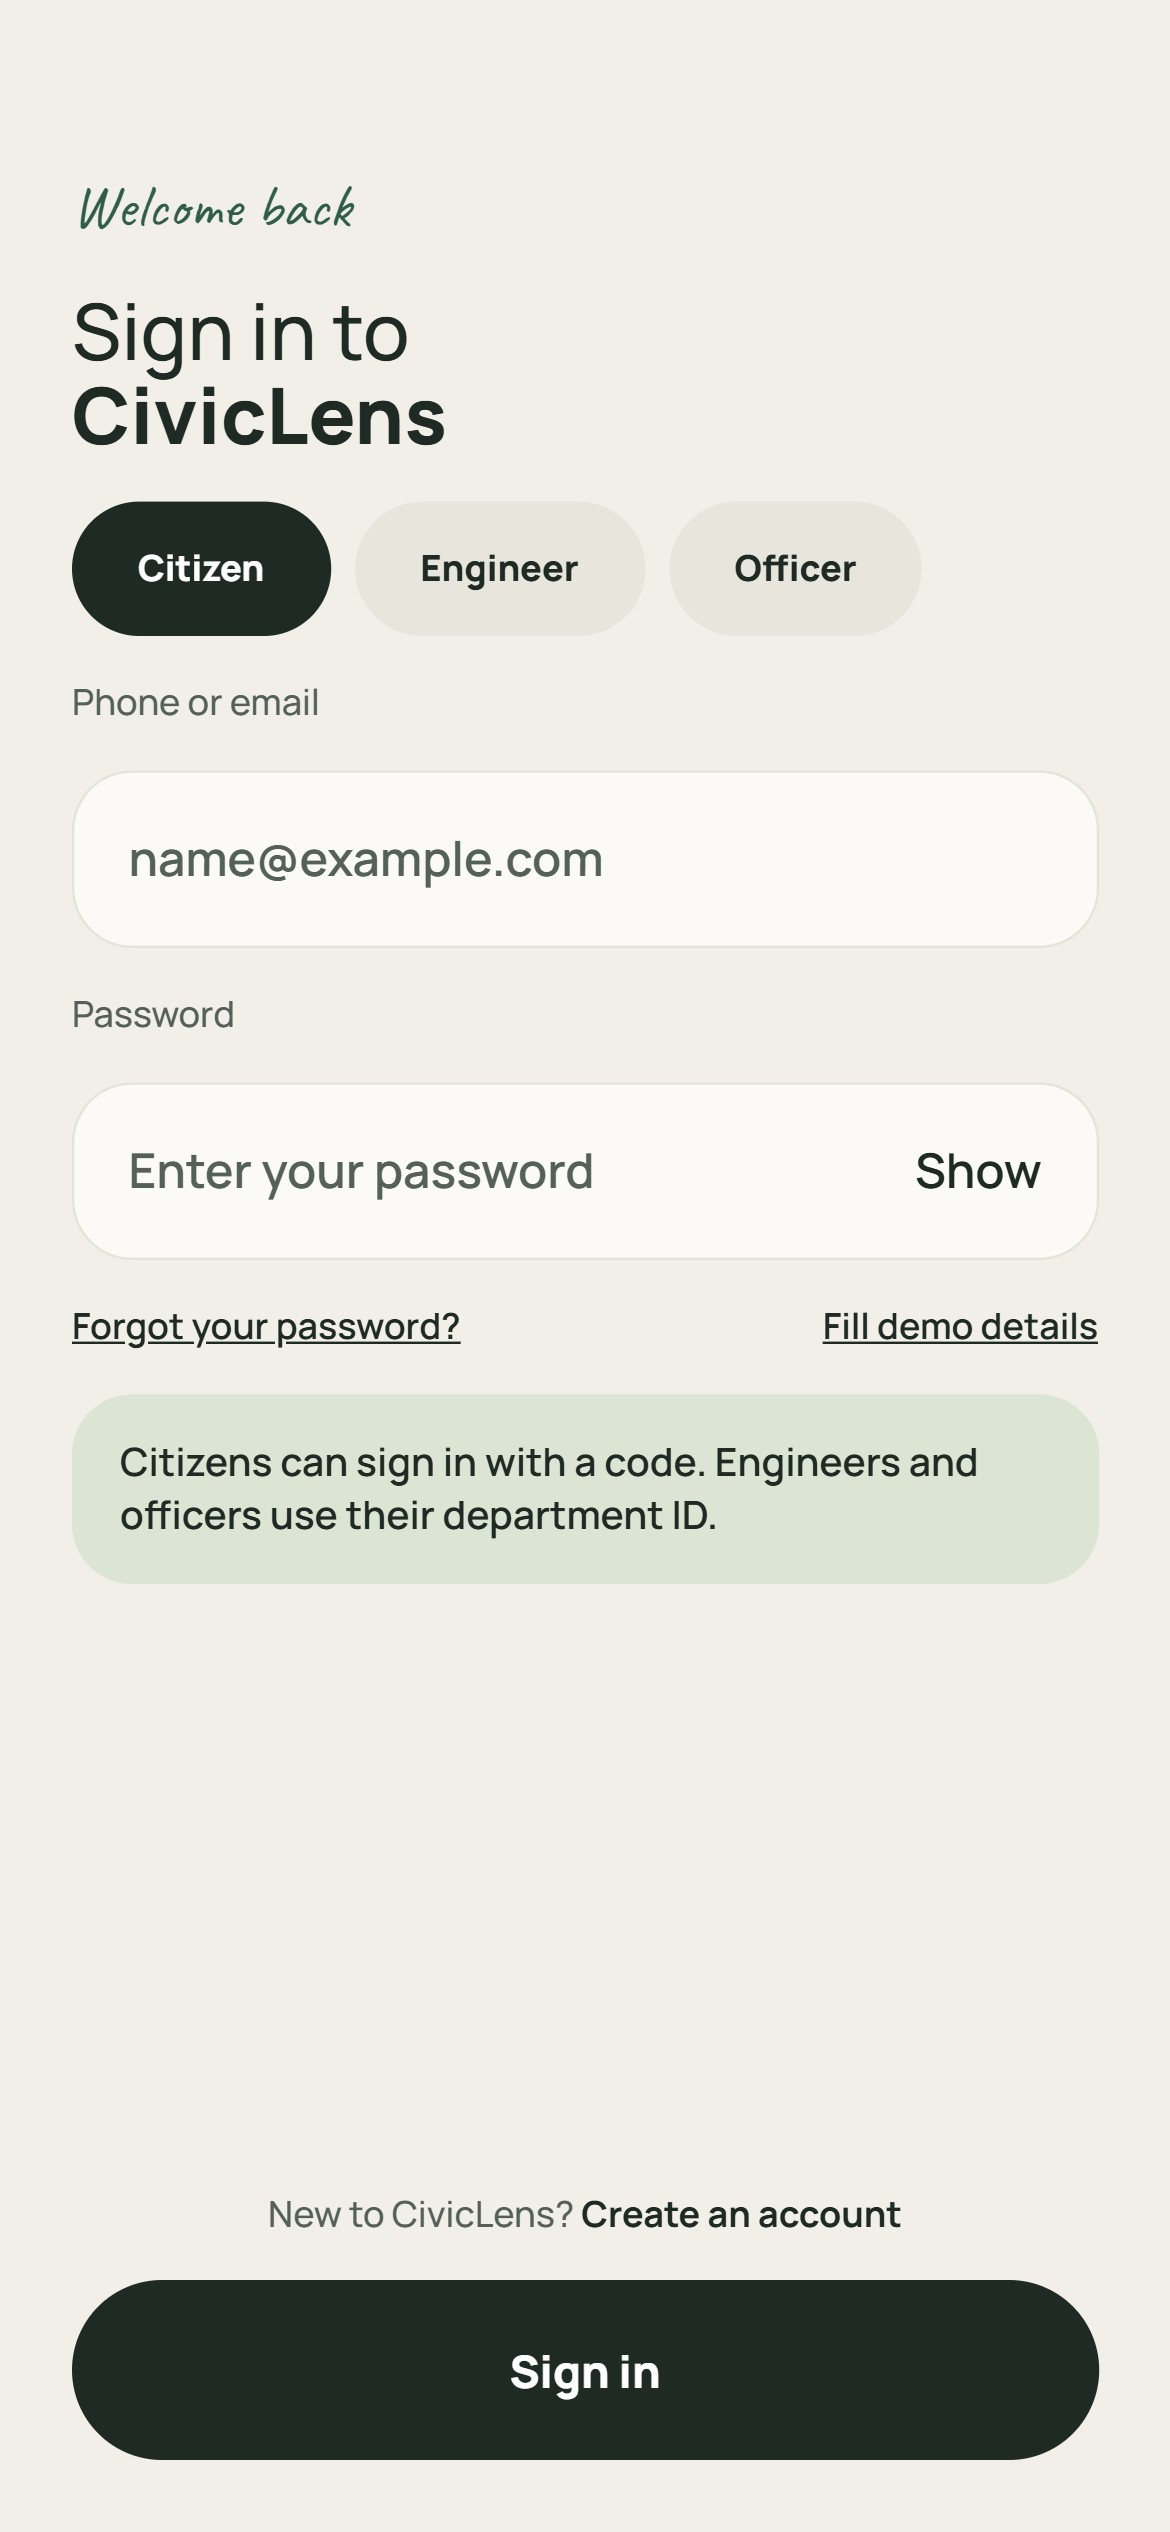 Welcome back
Sign in to
CivicLens
Citizen
Engineer
Officer
Phone or email
name@example.com
Password
Enter your password
Show
Forgot your password?
Fill demo details
Citizens can sign in with a code. Engineers and
officers use their department ID.
New to CivicLens? Create an account
Sign in